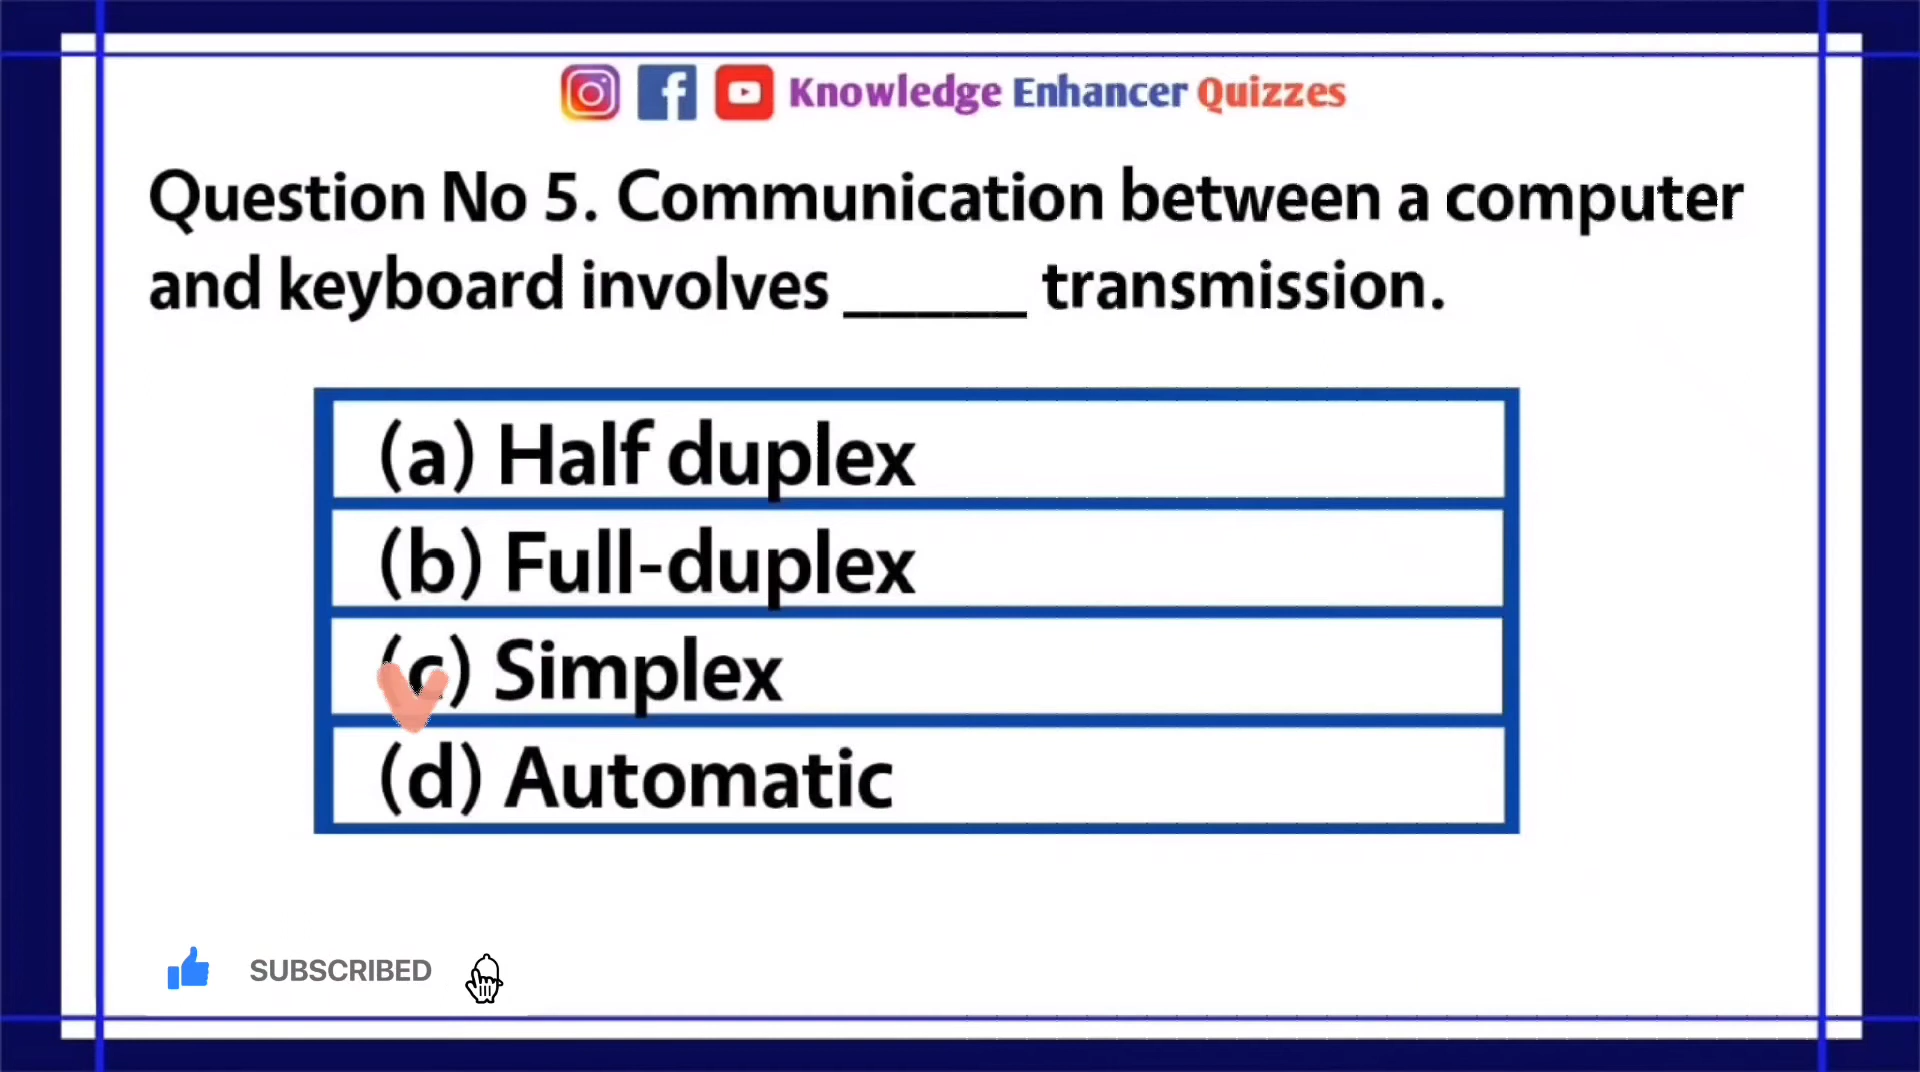 Knowledge Enhancer Quizzes
Question No 5. Communication between a computer
and keyboard involves _____ transmission.
(a) Half duplex
(b) Full-duplex
(c) Simplex
(d) Automatic
SUBSCRIBED